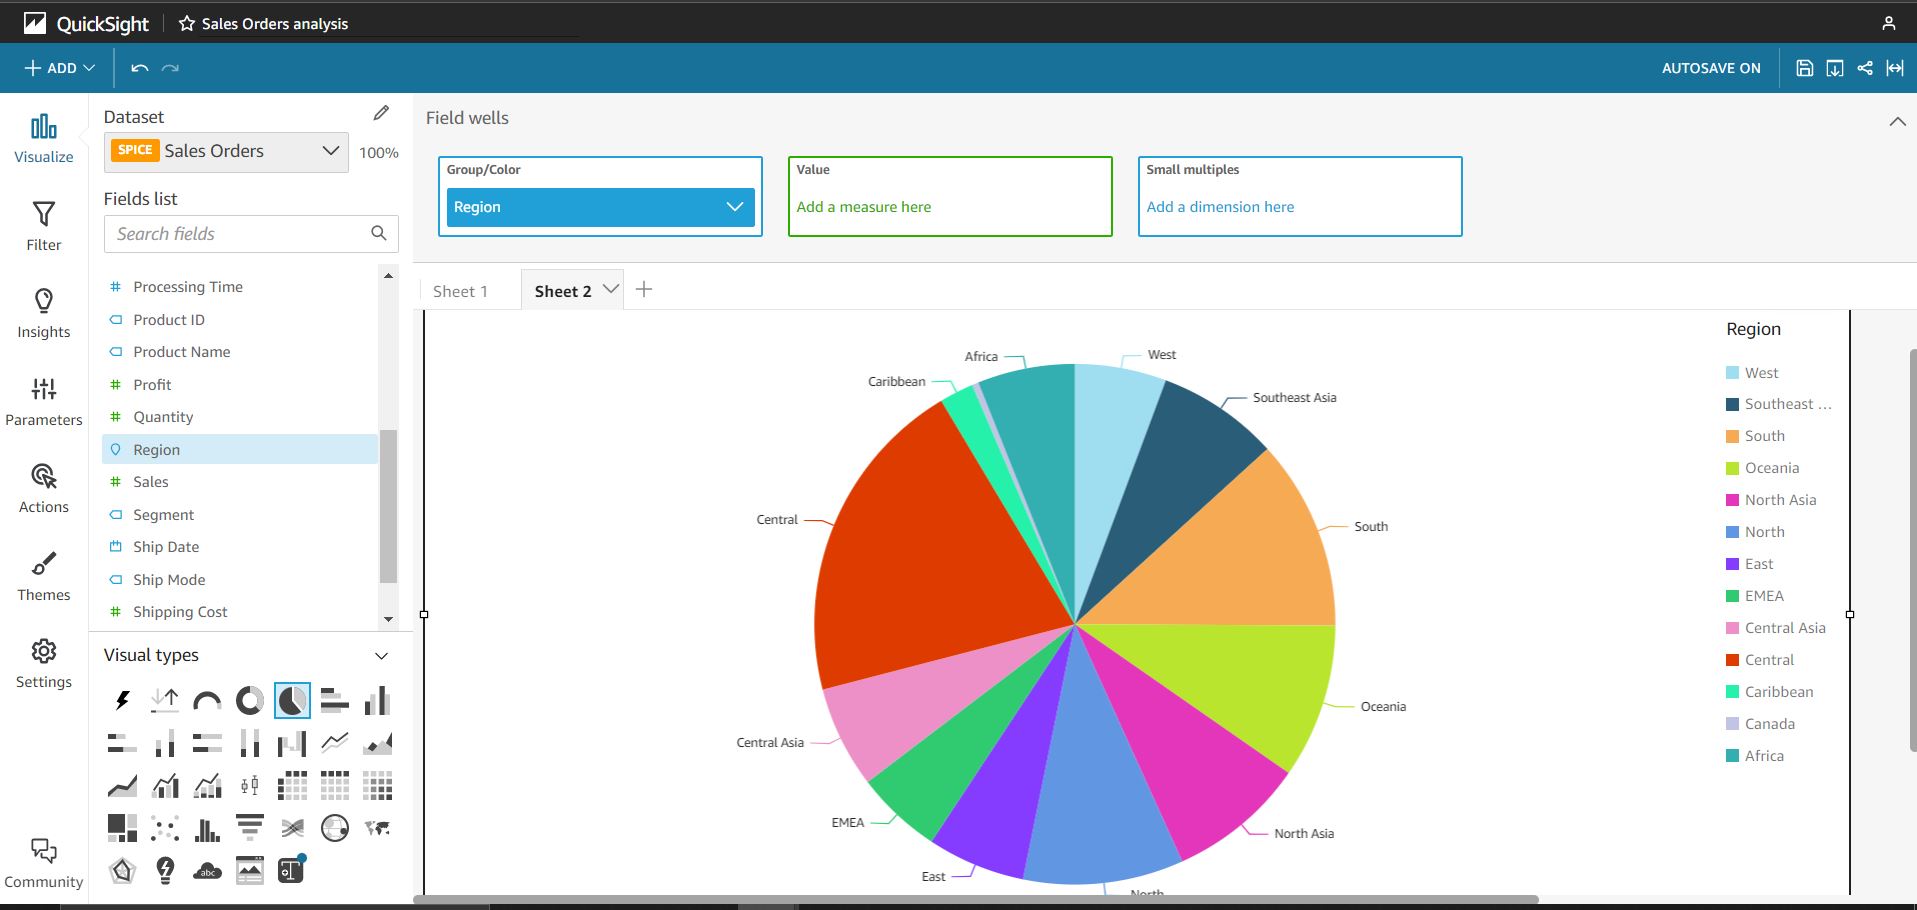 QuickSight
Sales Orders analysis
ADD
AUTOSAVE ON
Visualize
Filter
Insights
Parameters
Actions
Themes
Settings
Community
Dataset
SPICE Sales Orders
100%
Fields list
Search fields
Processing Time
Product ID
Product Name
Profit
Quantity
Region
Sales
Segment
Ship Date
Ship Mode
Shipping Cost
Visual types
abc
Field wells
Group/Color
Region
Value
Add a measure here
Small multiples
Add a dimension here
Sheet 1
Sheet 2
Africa
West
Caribbean
Southeast Asia
Central
South
Oceania
Central Asia
EMEA
North Asia
East
North
Region
West
Southeast ...
South
Oceania
North Asia
North
East
EMEA
Central Asia
Central
Caribbean
Canada
Africa